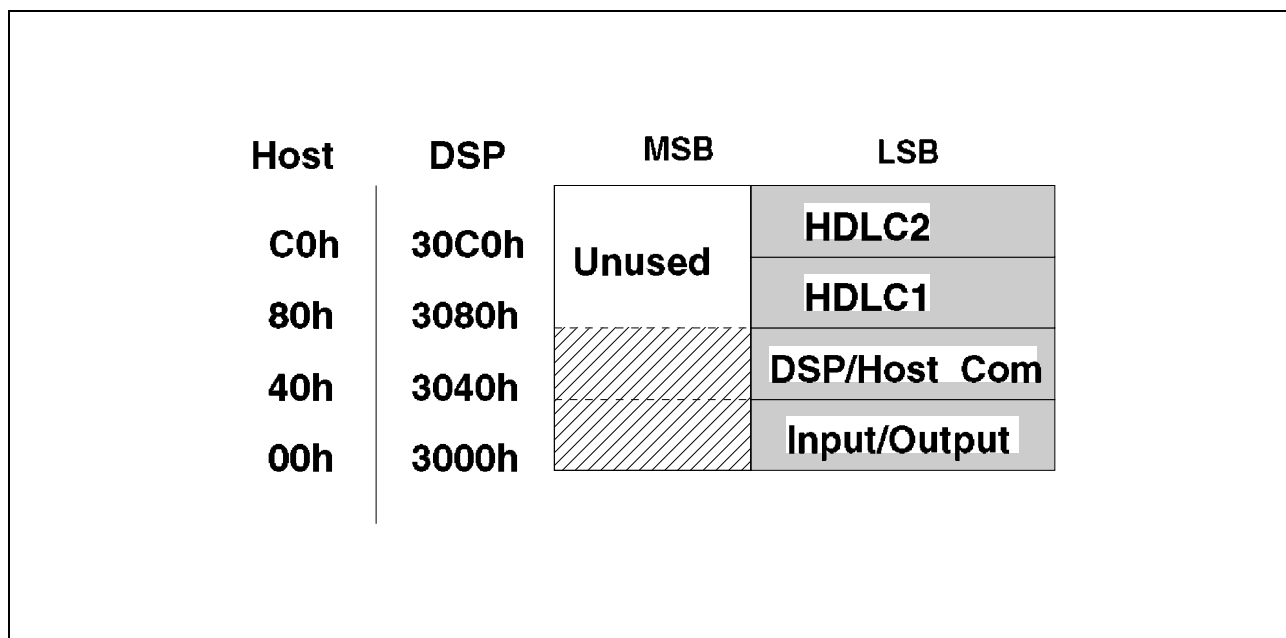 Host DSP MSB LSB
C0h 30C0h Unused HDLC2
80h 3080h HDLC1
40h 3040h DSP/Host Com
00h 3000h Input/Output